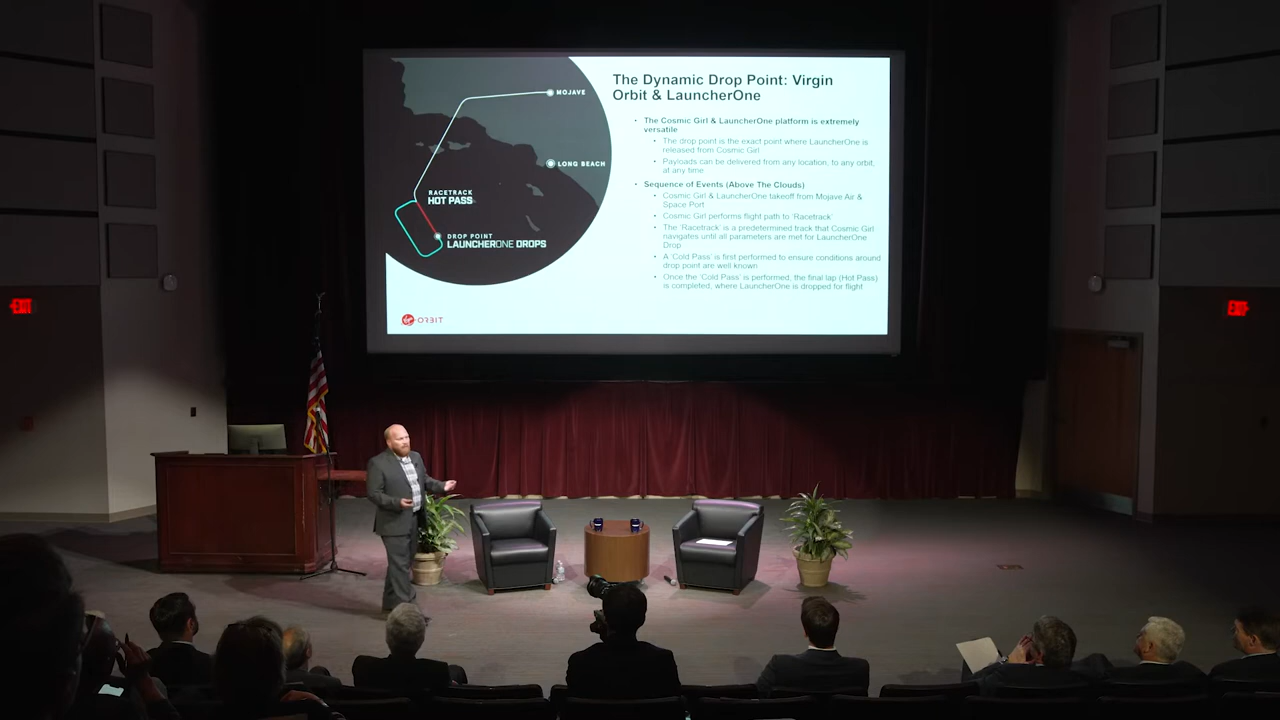 The Dynamic Drop Point: Virgin
Orbit & LauncherOne
MOJAVE
LONG BEACH
RACETRACK
HOT PASS
DROP POINT
LAUNCHERONE DROPS
• The Cosmic Girl & LauncherOne platform is extremely
versatile
• The drop point is the exact point where LauncherOne is
released from Cosmic Girl.
• Payloads can be delivered from any location, to any orbit,
at any time
• Sequence of Events (Above The Clouds)
• Cosmic Girl & LauncherOne takeoff from Mojave Air &
Space Port
• Cosmic Girl performs flight path to 'Racetrack'
• The 'Racetrack' is a predetermined track that Cosmic Girl
navigates until all parameters are met for LauncherOne
Drop
• A 'Cold Pass' is first performed to ensure conditions around
drop point are well known
• Once the 'Cold Pass' is performed, the final lap (Hot Pass)
is completed, where LauncherOne is dropped for flight
Virgin ORBIT
EXIT
EXIT